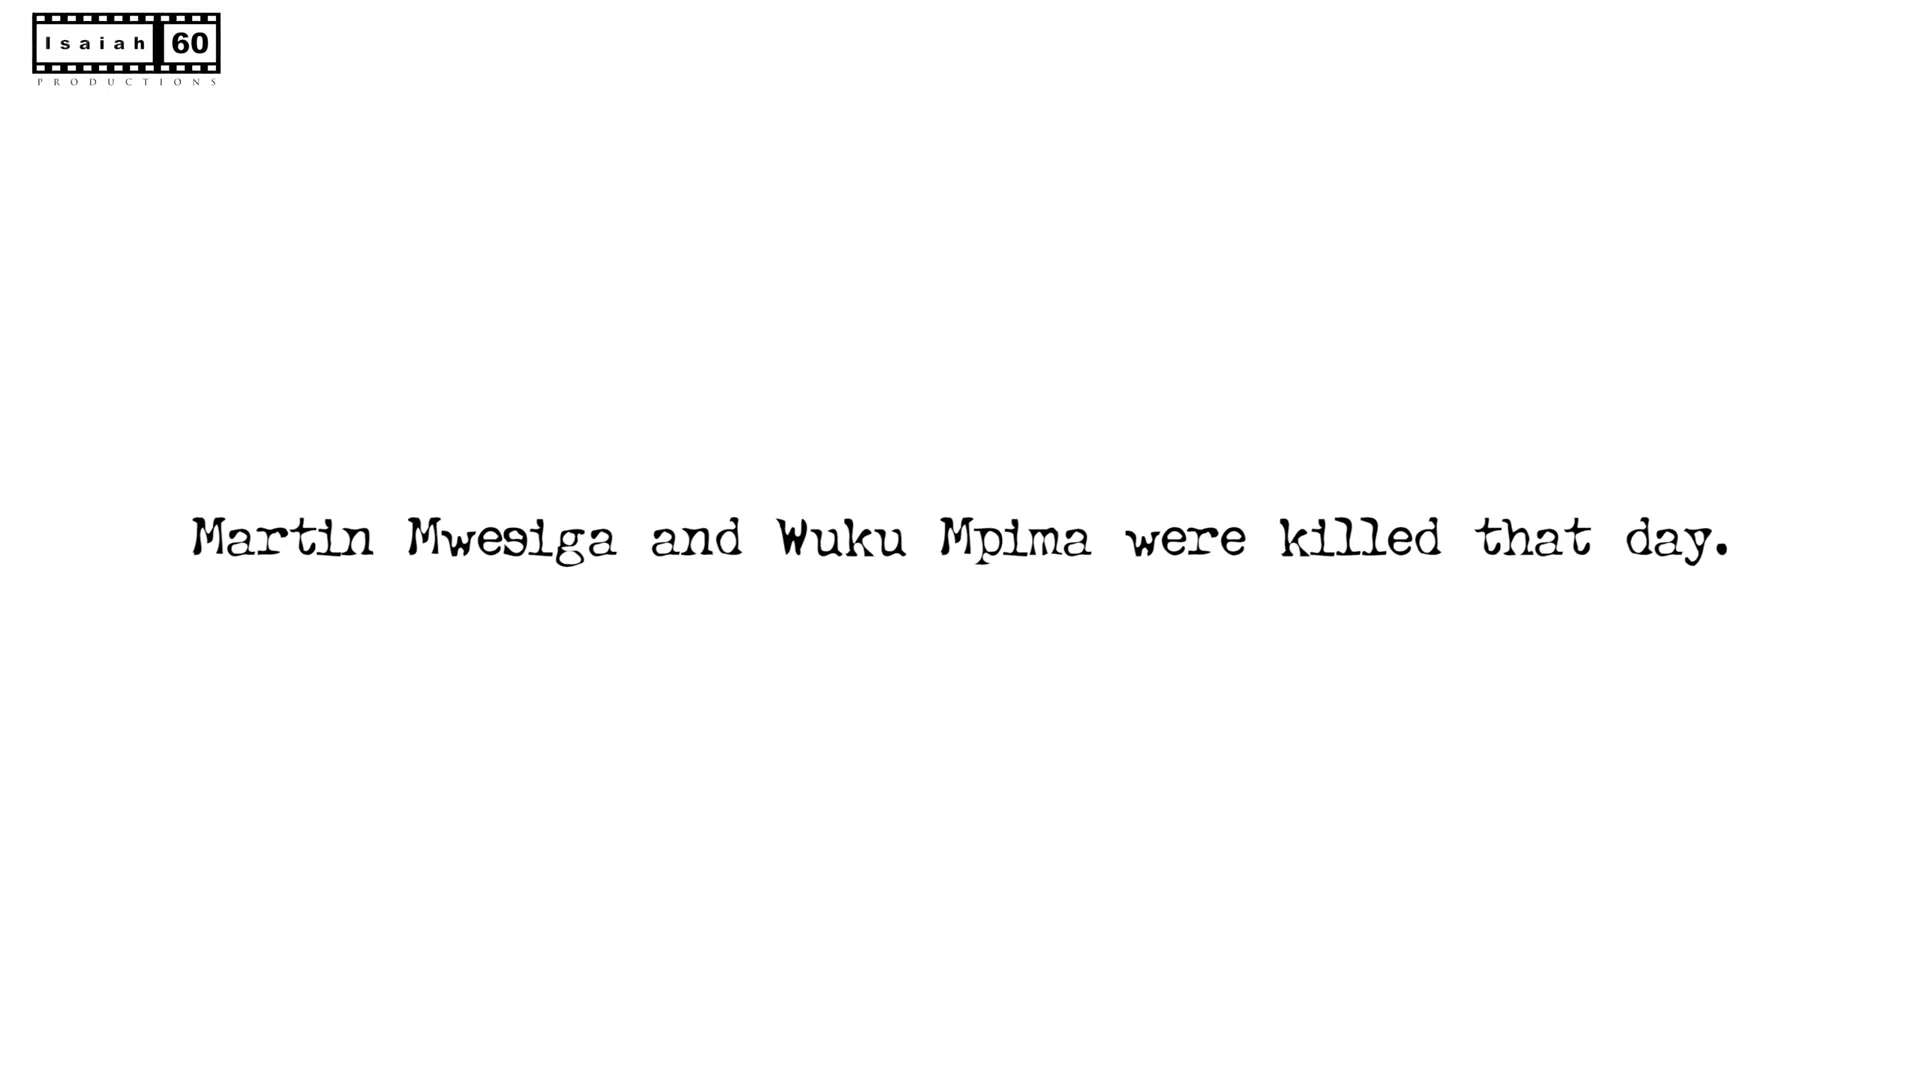 Isaiah 60
PRODUCTIONS
Martin Mwesiga and Wuku Mpima were killed that day.